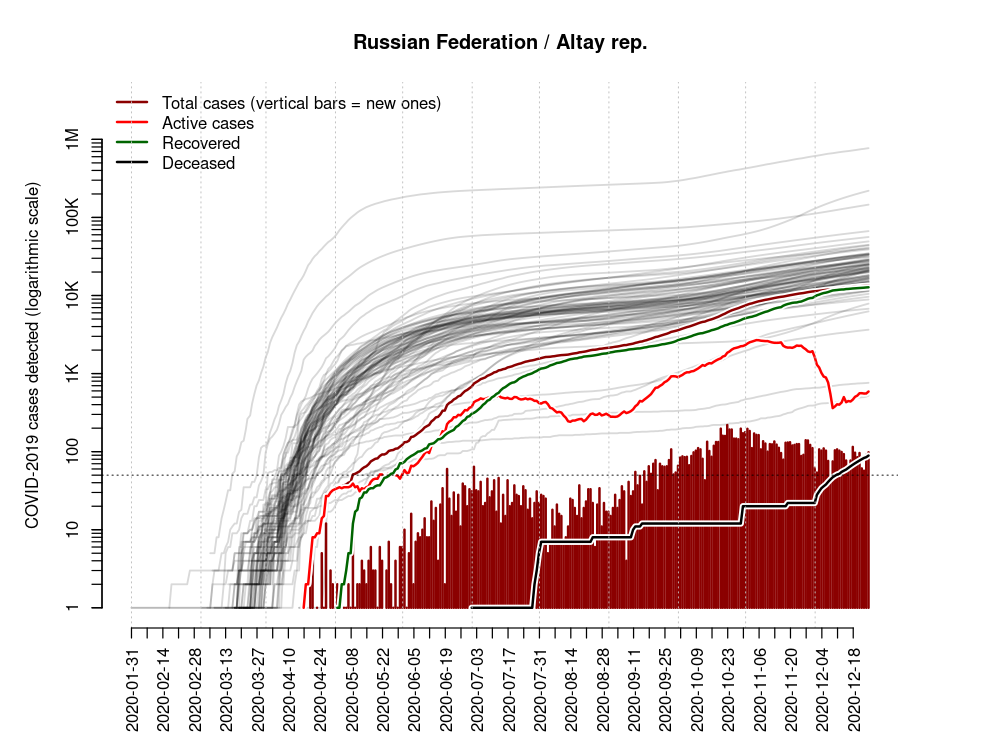 Russian Federation / Altay rep.
Total cases (vertical bars = new ones)
Active cases
Recovered
Deceased
COVID-2019 cases detected (logarithmic scale)
1M
100K
10K
1K
100
10
1
2020-01-31
2020-02-14
2020-02-28
2020-03-13
2020-03-27
2020-04-10
2020-04-24
2020-05-08
2020-05-22
2020-06-05
2020-06-19
2020-07-03
2020-07-17
2020-07-31
2020-08-14
2020-08-28
2020-09-11
2020-09-25
2020-10-09
2020-10-23
2020-11-06
2020-11-20
2020-12-04
2020-12-18